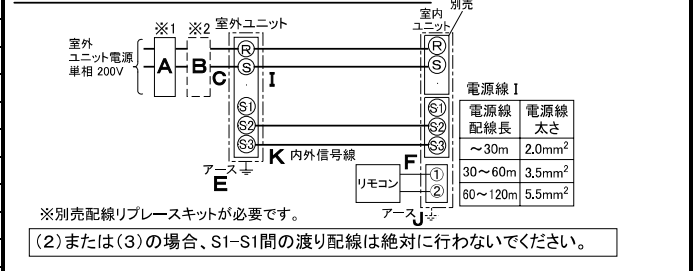 別売
※1 ※2 室外ユニット
室内
ユニット
室外
ユニット電源
単相 200V
A
B
C
I
R
S
S1
S2
S3
R
S
S1
S2
S3
K 内外信号線
アース
E
F
リモコン
①
②
アース
J
電源線 I
電源線
配線長
電源線
太さ
～30m 2.0mm²
30～60m 3.5mm²
60～120m 5.5mm²
※別売配線リプレースキットが必要です。
(2)または(3)の場合、S1-S1間の渡り配線は絶対に行わないでください。